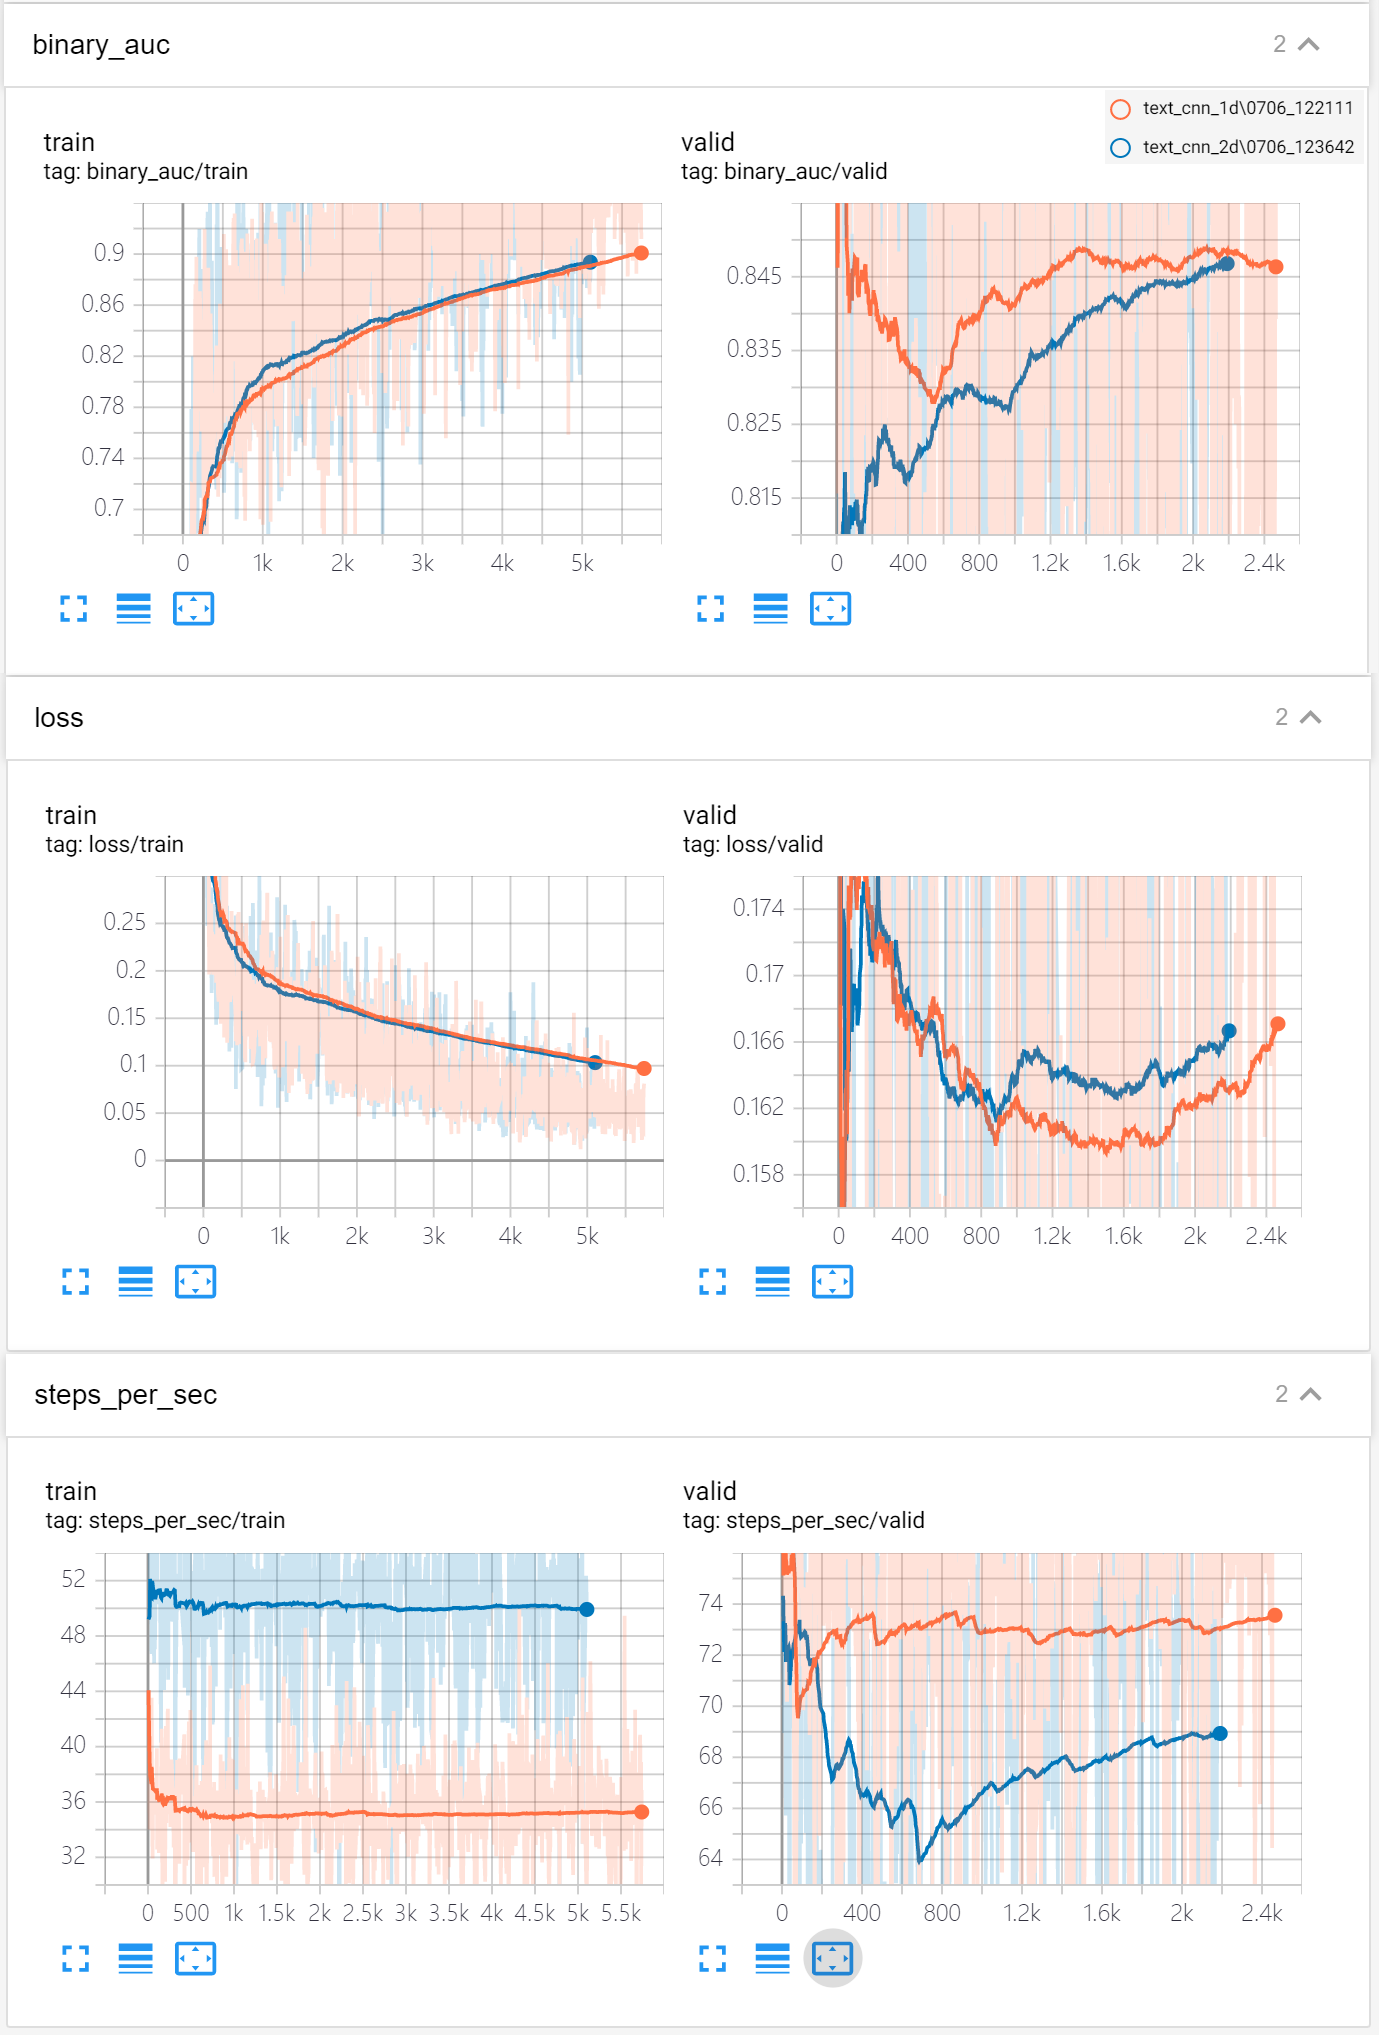 binary_auc
2
text_cnn_1d\0706_122111
text_cnn_2d\0706_123642
train
tag: binary_auc/train
0.9
0.86
0.82
0.78
0.74
0.7
0 1k 2k 3k 4k 5k
valid
tag: binary_auc/valid
0.845
0.835
0.825
0.815
0 400 800 1.2k 1.6k 2k 2.4k
loss
2
train
tag: loss/train
0.25
0.2
0.15
0.1
0.05
0
0 1k 2k 3k 4k 5k
valid
tag: loss/valid
0.174
0.17
0.166
0.162
0.158
0 400 800 1.2k 1.6k 2k 2.4k
steps_per_sec
2
train
tag: steps_per_sec/train
52
48
44
40
36
32
0 500 1k 1.5k 2k 2.5k 3k 3.5k 4k 4.5k 5k 5.5k
valid
tag: steps_per_sec/valid
74
72
70
68
66
64
0 400 800 1.2k 1.6k 2k 2.4k